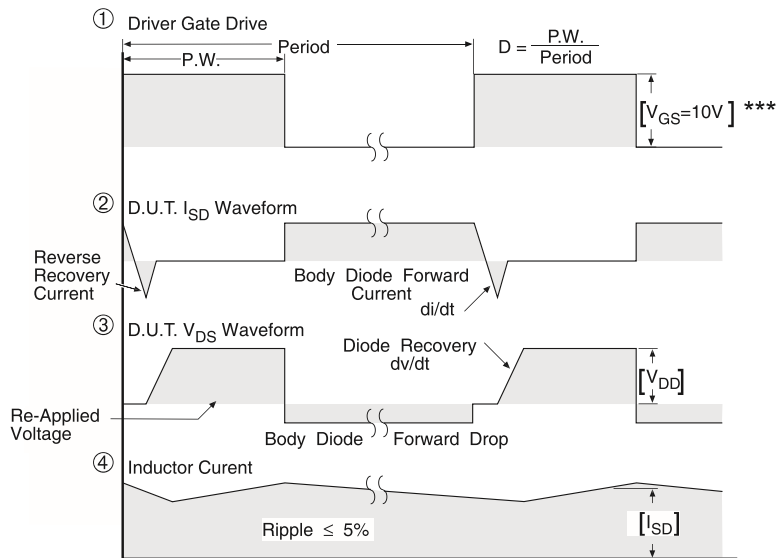 ① Driver Gate Drive
Period
P.W.
D = P.W.
Period
[VGS=10V] ***
② D.U.T. ISD Waveform
Reverse
Recovery
Current
Body Diode Forward
Current
di/dt
③ D.U.T. VDS Waveform
Diode Recovery
dv/dt
[VDD]
Re-Applied
Voltage
Body Diode Forward Drop
④ Inductor Curent
Ripple ≤ 5%
[ISD]